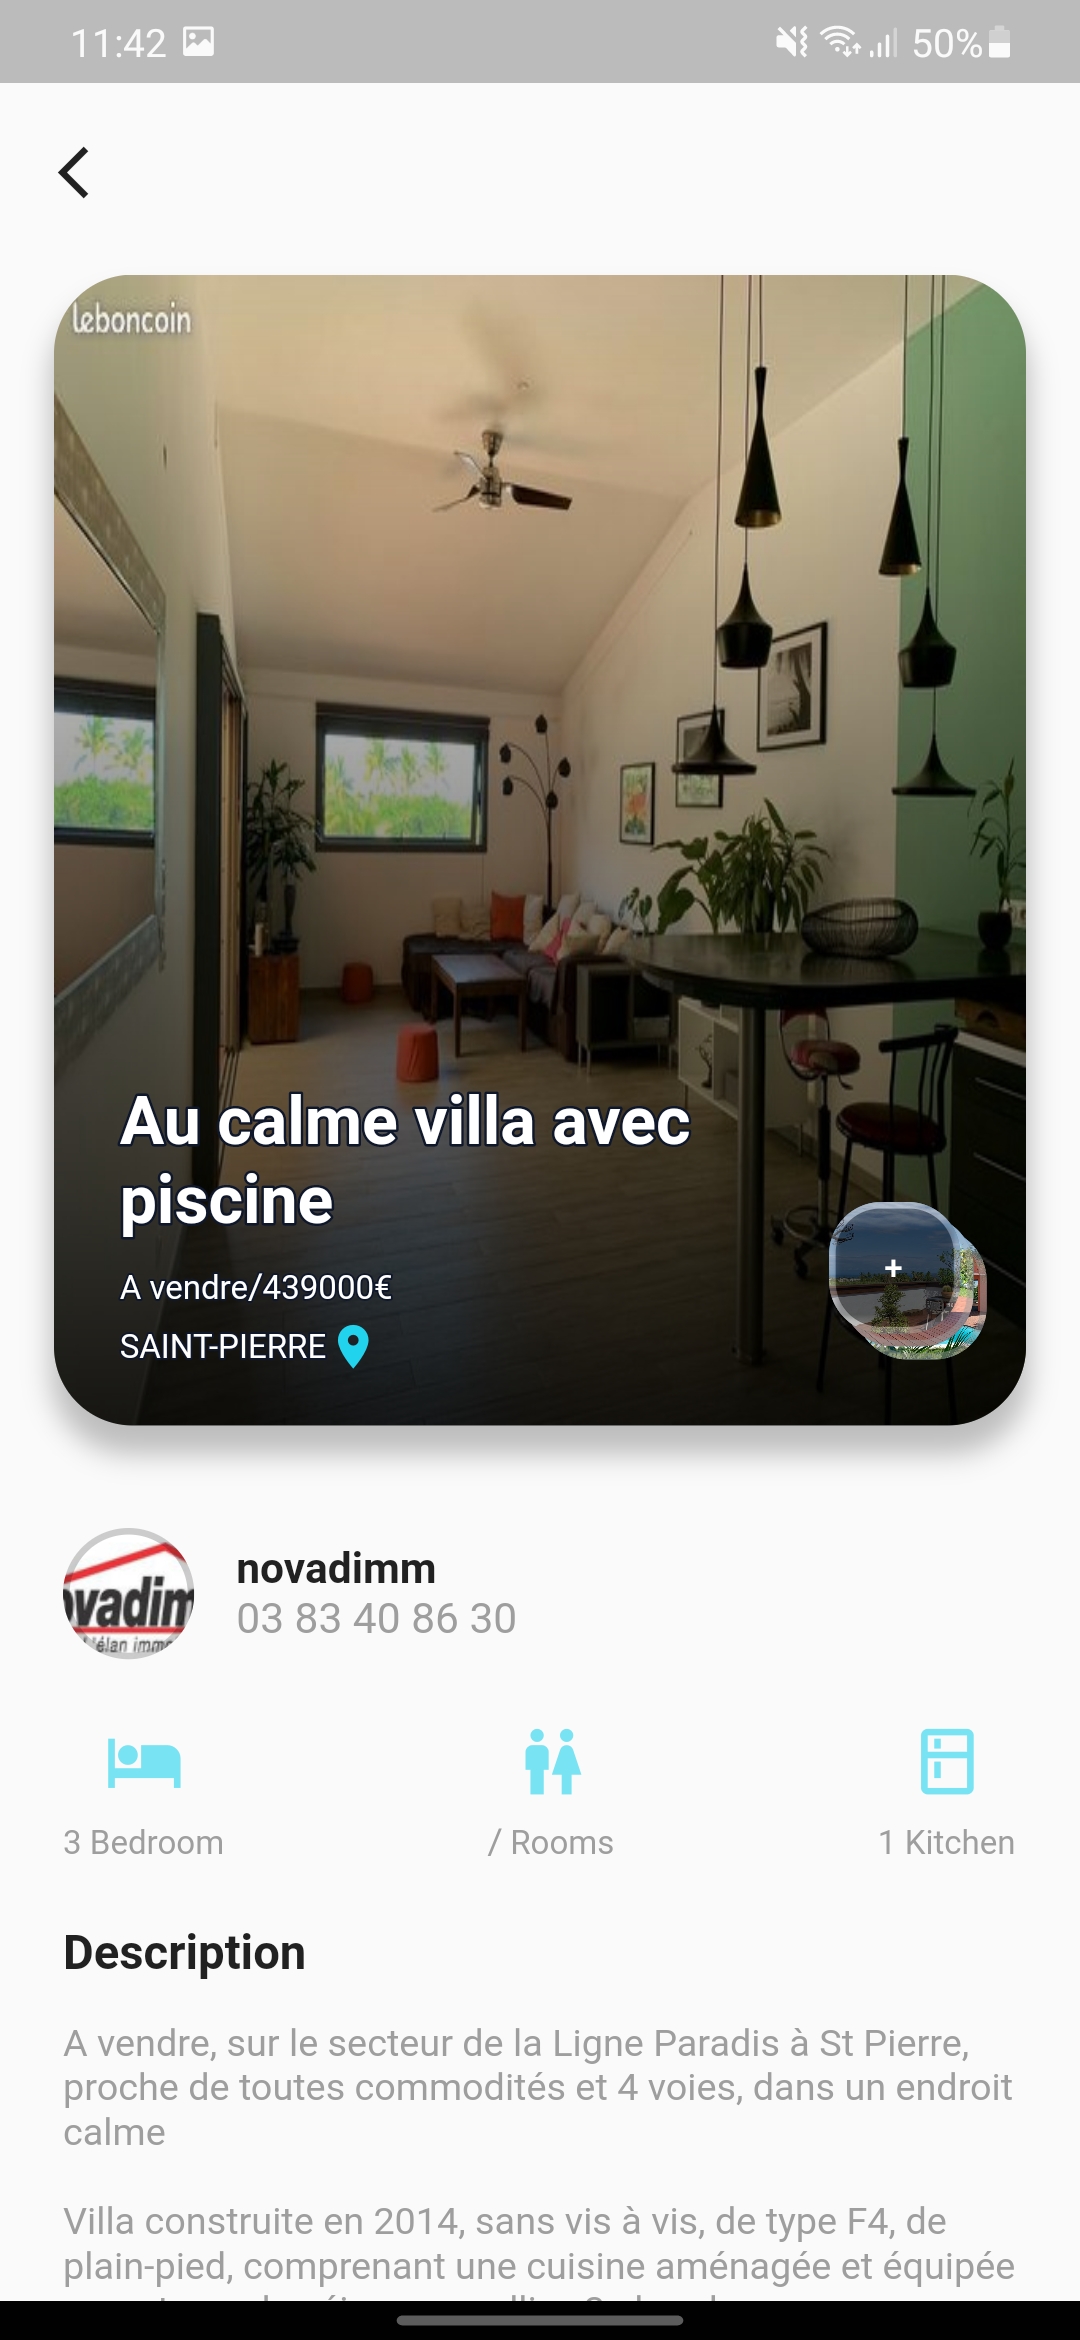 11:42
50%
leboncoin
Au calme villa avec
piscine
A vendre/439000€
SAINT-PIERRE
+
ovadim
élan immo
novadimm
03 83 40 86 30
3 Bedroom
/ Rooms
1 Kitchen
Description
A vendre, sur le secteur de la Ligne Paradis à St Pierre,
proche de toutes commodités et 4 voies, dans un endroit
calme
Villa construite en 2014, sans vis à vis, de type F4, de
plain-pied, comprenant une cuisine aménagée et équipée